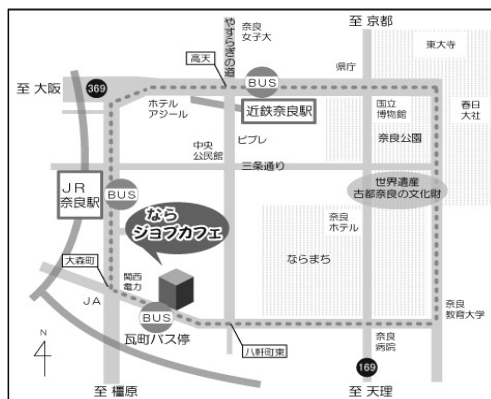 至 京都
奈良
女子大
やすらぎの道
東大寺
高天
BUS
県庁
至 大阪
369
ホテル
アジール
近鉄奈良駅
国立
博物館
春日
大社
奈良公園
中央
公民館
ビブレ
三条通り
JR
奈良駅
BUS
世界遺産
古都奈良の文化財
なら
ジョブカフェ
奈良
ホテル
ならまち
大森町
関西
電力
JA
BUS
瓦町バス停
奈良
教育大学
八軒町東
奈良
病院
N
4
169
至 橿原
至 天理